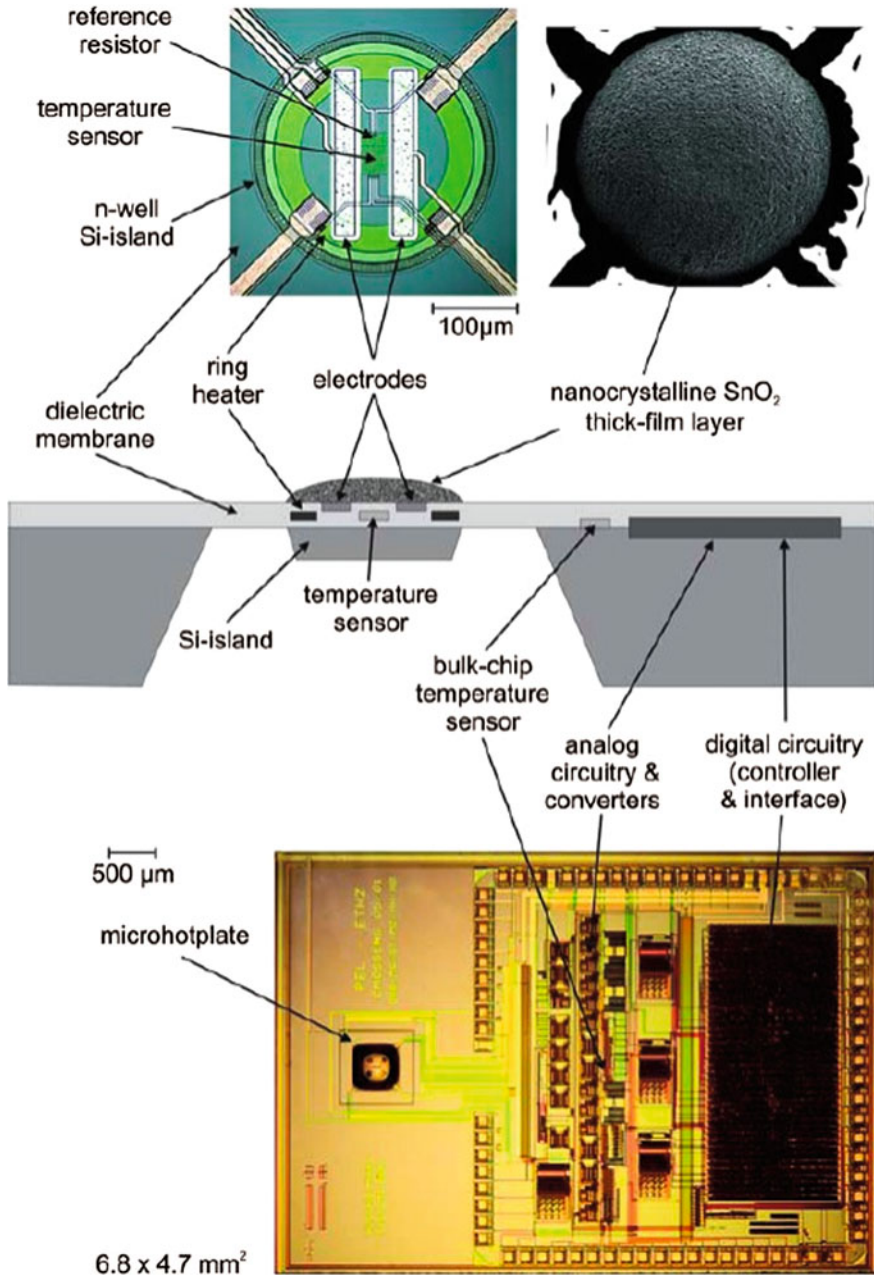 reference
resistor
temperature
sensor
n-well
Si-island
100μm
ring
heater
electrodes
nanocrystalline SnO₂
thick-film layer
dielectric
membrane
temperature
sensor
Si-island
bulk-chip
temperature
sensor
analog
circuitry &
converters
digital circuitry
(controller
& interface)
500 μm
microhotplate
PEL - ETHZ
6.8 x 4.7 mm²